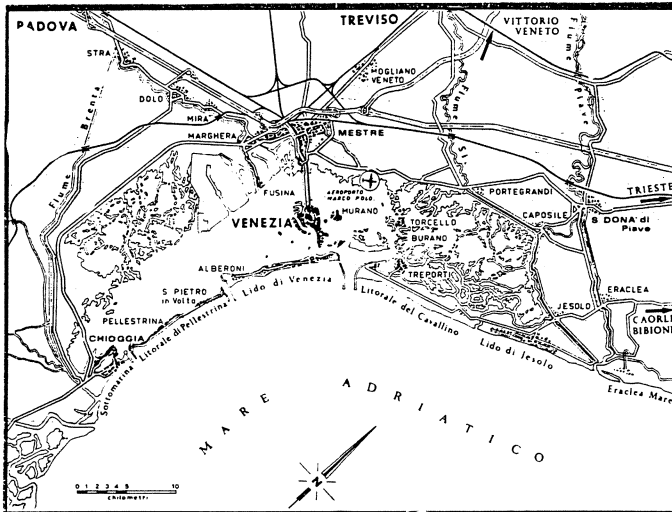 PADOVA
TREVISO
VITTORIO
VENETO
STRA
MOGLIANO
VENETO
Fiume
Piave
Fiume Brenta
DOLO
MIRA
MARGHERA
MESTRE
Fiume
FUSINA
AEROPORTO
MARCO POLO.
PORTEGRANDI
TRIESTE
VENEZIA
MURANO
TORCELLO
CAPOSILE
S DONA' di
Piave
BURANO
ALBERONI
TREPORTI
S PIETRO
in Volta
Lido di Venezia
Litorale del Cavallino
JESOLO
ERACLEA
PELLESTRINA
Litorale di Pellestrina
CAORLE
BIBIONE
CHIOGGIA
Lido di Jesolo
Sottomarina
Eraclea Mare
MARE ADRIATICO
N
0 1 2 3 4 5 10
chilometri